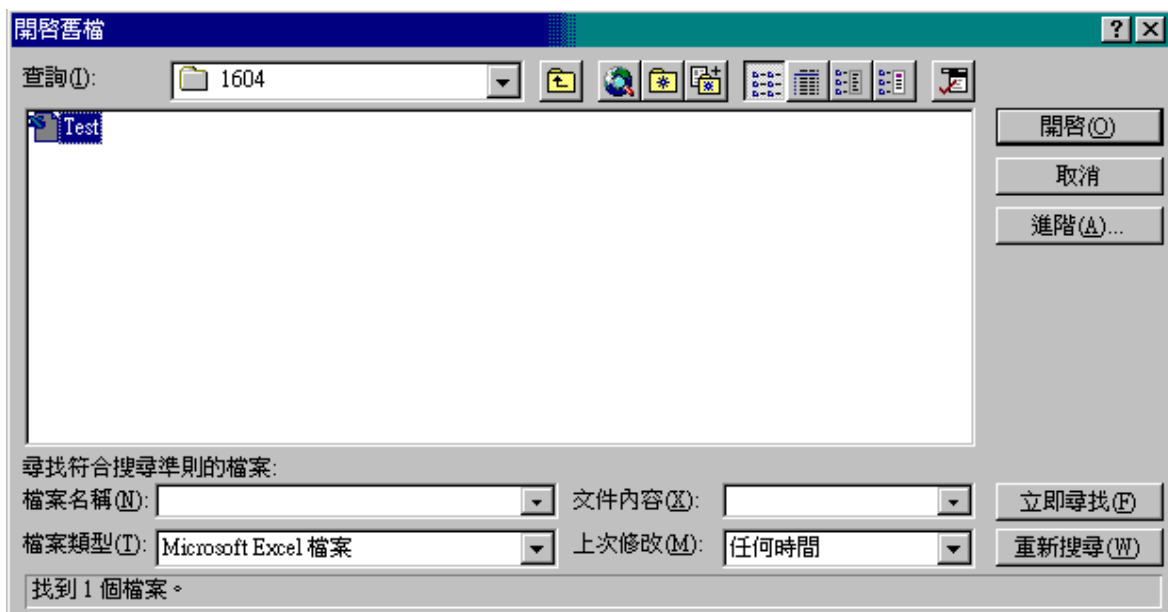 開啓舊檔
查詢(I):
1604
Test
開啓(O)
取消
進階(A)...
尋找符合搜尋準則的檔案:
檔案名稱(N):
文件內容(X):
立即尋找(F)
檔案類型(T):
Microsoft Excel 檔案
上次修改(M):
任何時間
重新搜尋(W)
找到 1 個檔案。